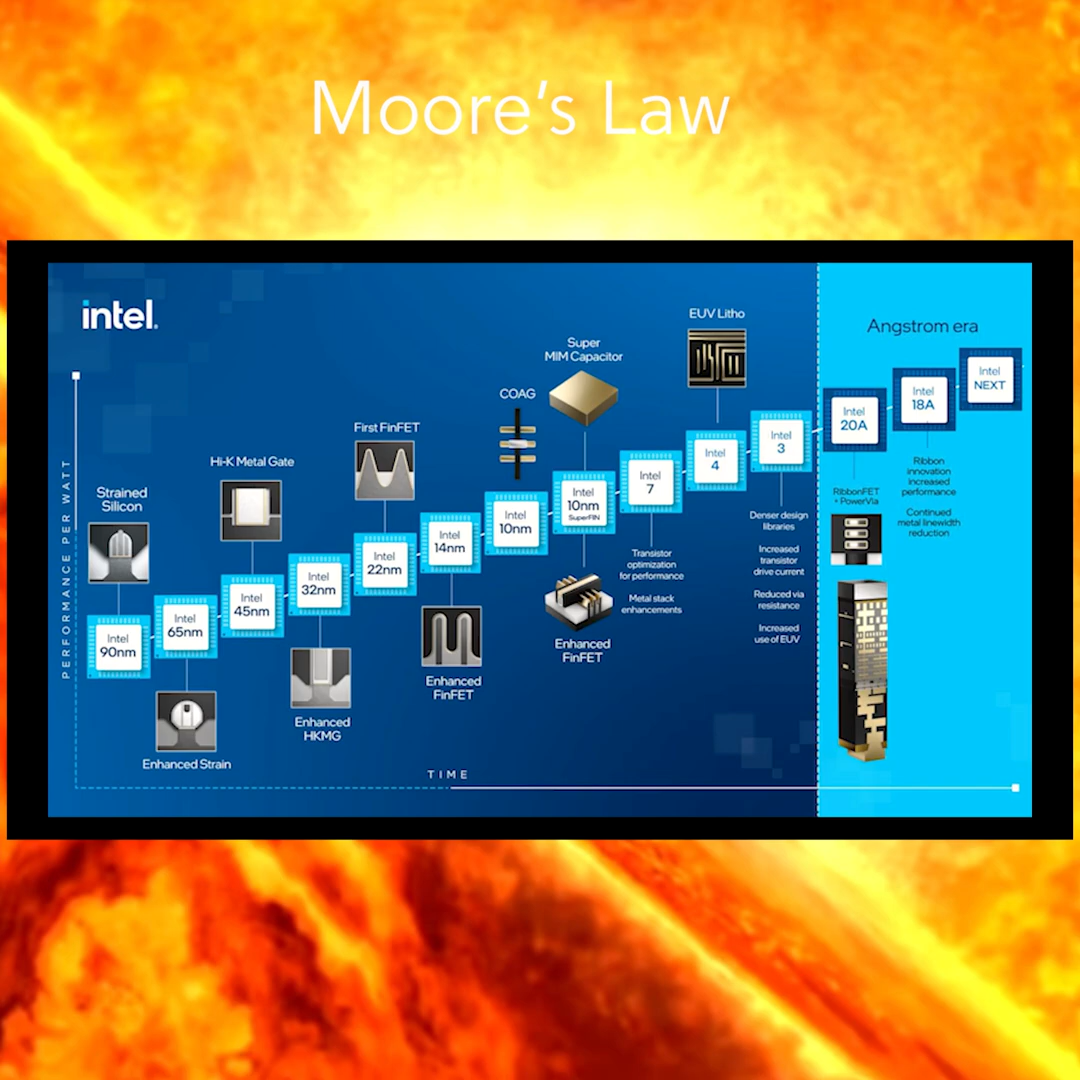 Moore's Law
intel.
PERFORMANCE PER WATT
TIME
Strained
Silicon
Intel
90nm
Intel
65nm
Enhanced Strain
Hi-K Metal Gate
Intel
45nm
Intel
32nm
Enhanced
HKMG
First FinFET
Intel
22nm
Intel
14nm
Enhanced
FinFET
COAG
Intel
10nm
Super
MIM Capacitor
Intel
10nm
SuperFIN
Enhanced
FinFET
Intel
7
Transistor
optimization
for performance
Metal stack
enhancements
EUV Litho
Intel
4
Intel
3
Denser design
libraries
Increased
transistor
drive current
Reduced via
resistance
Increased
use of EUV
Angstrom era
Intel
20A
RibbonFET
+ PowerVia
Intel
18A
Ribbon
innovation
increased
performance
Continued
metal linewidth
reduction
Intel
NEXT